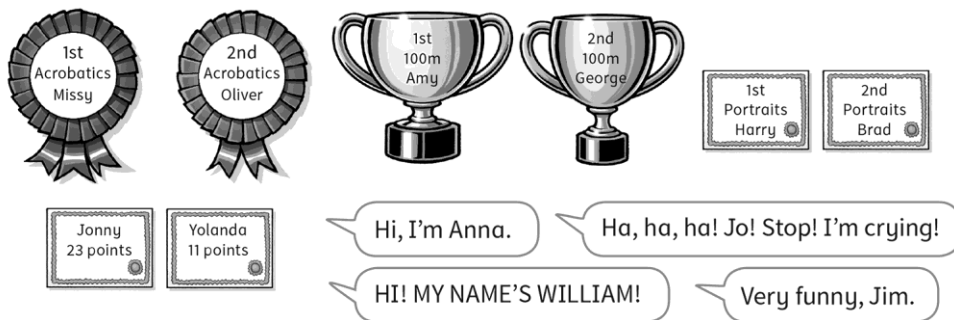 1st
Acrobatics
Missy
2nd
Acrobatics
Oliver
1st
100m
Amy
2nd
100m
George
1st
Portraits
Harry
2nd
Portraits
Brad
Jonny
23 points
Yolanda
11 points
Hi, I'm Anna.
Ha, ha, ha! Jo! Stop! I'm crying!
HI! MY NAME'S WILLIAM!
Very funny, Jim.